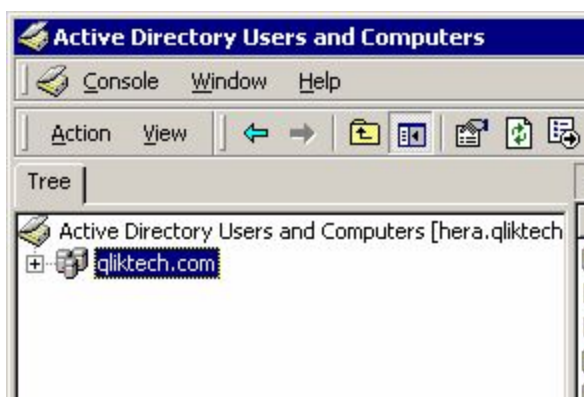 Active Directory Users and Computers
Console Window Help
Action View
Tree
Active Directory Users and Computers [hera.qliktech
qliktech.com